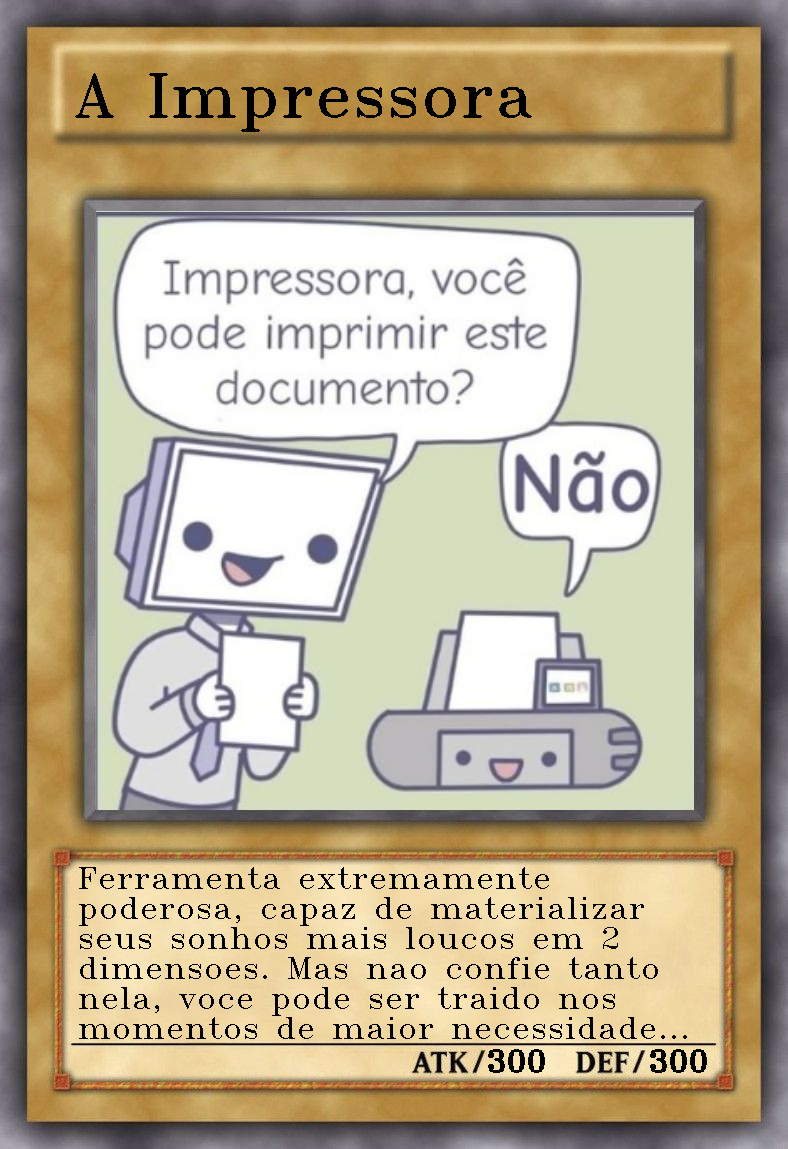 A Impressora
Impressora, você
pode imprimir este
documento?
Não
Ferramenta extremamente
poderosa, capaz de materializar
seus sonhos mais loucos em 2
dimensoes. Mas nao confie tanto
nela, voce pode ser traido nos
momentos de maior necessidade...
ATK/300 DEF/300